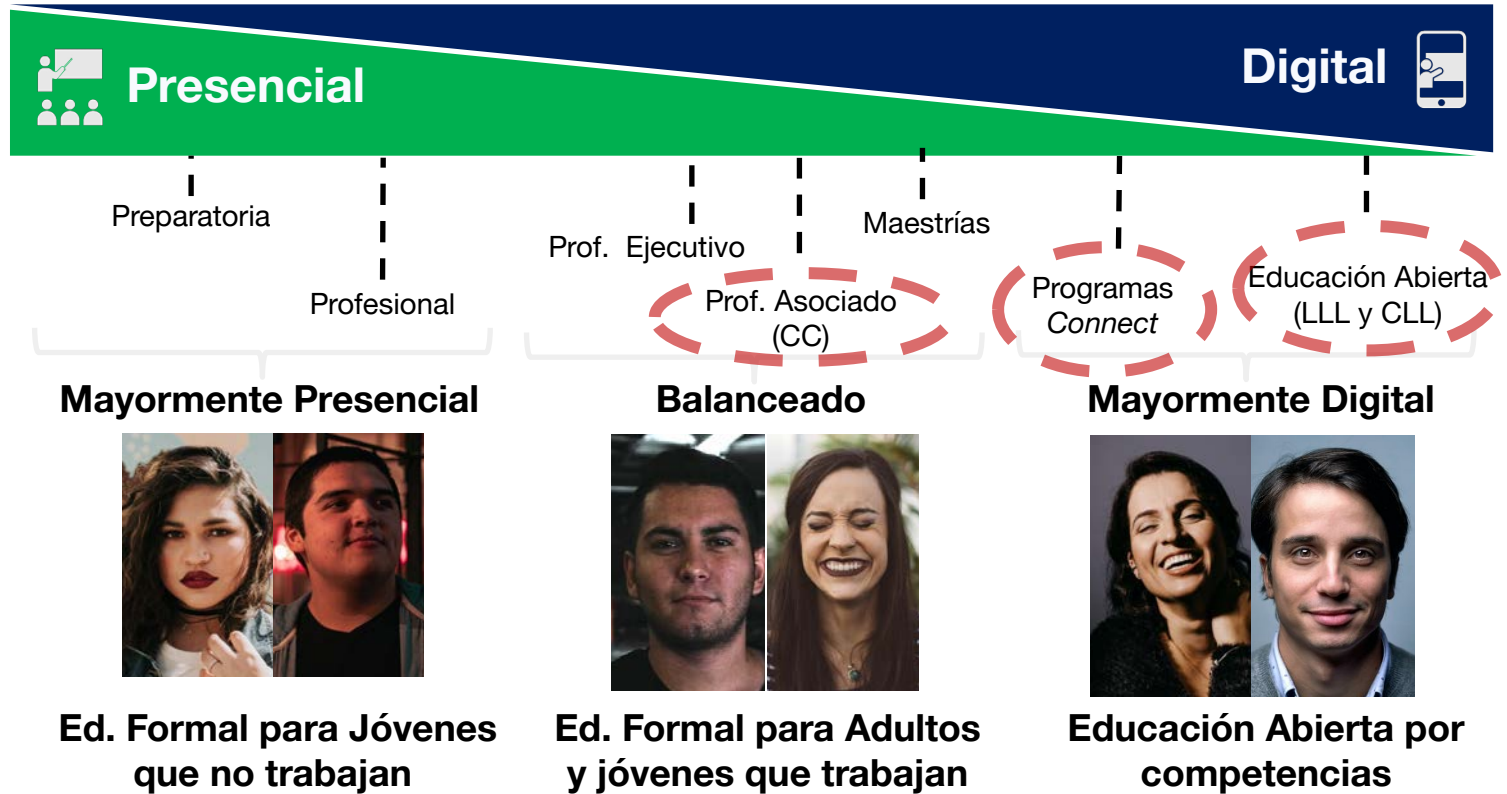 Presencial
Digital
Preparatoria
Profesional
Prof. Ejecutivo
Prof. Asociado
(CC)
Maestrías
Programas
Connect
Educación Abierta
(LLL y CLL)
Mayormente Presencial
Balanceado
Mayormente Digital
Ed. Formal para Jóvenes
que no trabajan
Ed. Formal para Adultos
y jóvenes que trabajan
Educación Abierta por
competencias